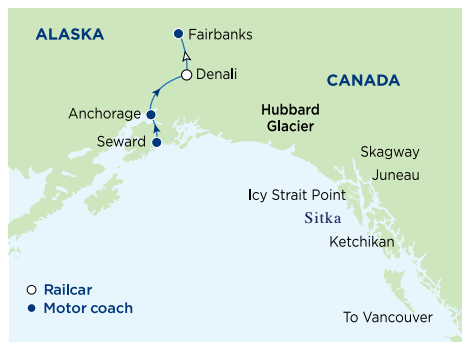 ALASKA
Fairbanks
Denali
CANADA
Anchorage
Hubbard
Glacier
Seward
Skagway
Juneau
Icy Strait Point
Sitka
Ketchikan
Railcar
Motor coach
To Vancouver